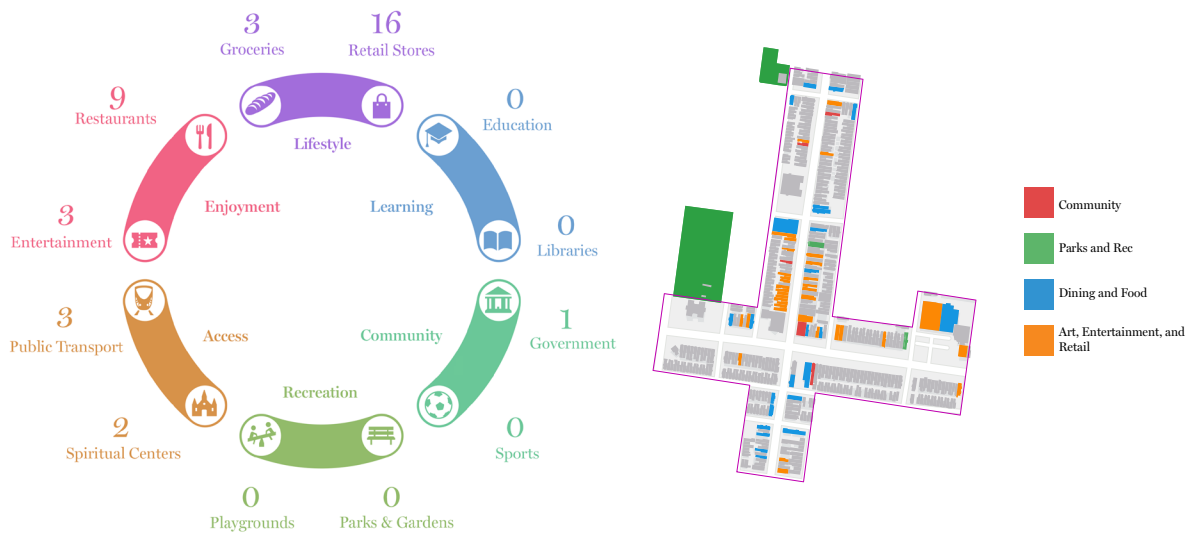 3
Groceries
16
Retail Stores
9
Restaurants
0
Education
Lifestyle
Enjoyment
Learning
3
Entertainment
0
Libraries
3
Public Transport
Access
Community
1
Government
Recreation
2
Spiritual Centers
0
Sports
0
Playgrounds
0
Parks & Gardens
Community
Parks and Rec
Dining and Food
Art, Entertainment, and
Retail